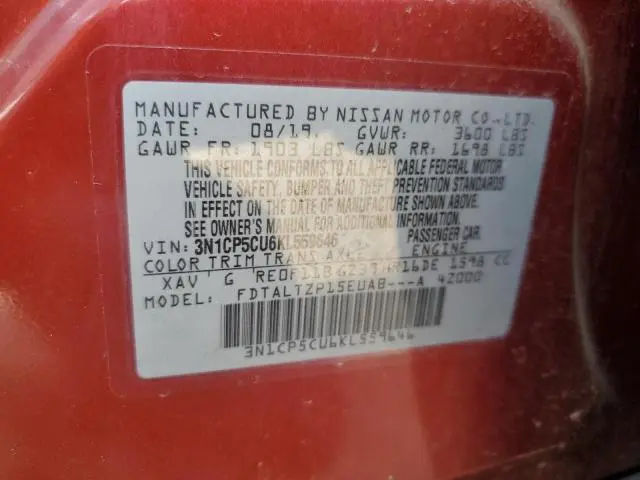 MANUFACTURED BY NISSAN MOTOR CO., LTD.
DATE: 08/19. GVWR: 3600 LBS
GAWR FR: 1903 LBS GAWR RR: 1698 LBS
THIS VEHICLE CONFORMS TO ALL APPLICABLE FEDERAL MOTOR
VEHICLE SAFETY, BUMPER AND THEFT PREVENTION STANDARDS
IN EFFECT ON THE DATE OF MANUFACTURE SHOWN ABOVE.
SEE OWNER'S MANUAL FOR ADDITIONAL INFORMATION.
VIN: 3N1CP5CU6KL559646 PASSENGER CAR.
COLOR TRIM TRANS AXLE ENGINE
XAV G RE0F11B HR16DE 1598 CC
MODEL: FDTALTZP15EUAB---A 42000
3N1CP5CU6KL559646